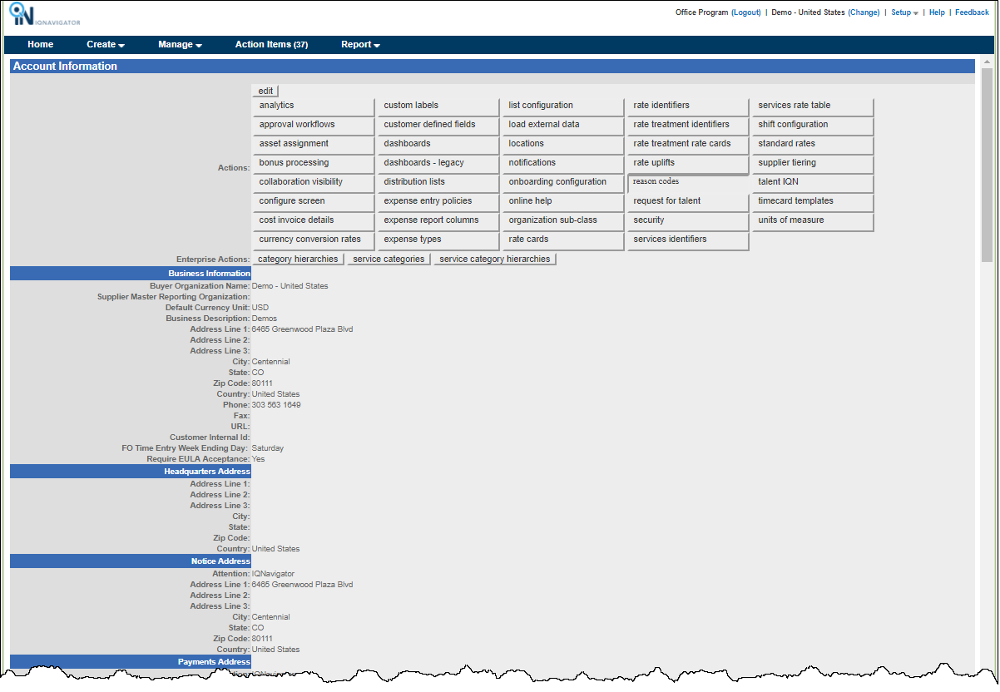 iN IQNAVIGATOR
Office Program (Logout) | Demo - United States (Change) | Setup | Help | Feedback
Home Create Manage Action Items (37) Report
Account Information
edit
analytics custom labels list configuration rate identifiers services rate table
approval workflows customer defined fields load external data rate treatment identifiers shift configuration
asset assignment dashboards locations rate treatment rate cards standard rates
bonus processing dashboards - legacy notifications rate uplifts supplier tiering
Actions:
collaboration visibility distribution lists onboarding configuration reason codes talent IQN
configure screen expense entry policies online help request for talent timecard templates
cost invoice details expense report columns organization sub-class security units of measure
currency conversion rates expense types rate cards services identifiers
Enterprise Actions: category hierarchies service categories service category hierarchies
Business Information
Buyer Organization Name: Demo - United States
Supplier Master Reporting Organization:
Default Currency Unit: USD
Business Description: Demos
Address Line 1: 6465 Greenwood Plaza Blvd
Address Line 2:
Address Line 3:
City: Centennial
State: CO
Zip Code: 80111
Country: United States
Phone: 303 563 1649
Fax:
URL:
Customer Internal Id:
FO Time Entry Week Ending Day: Saturday
Require EULA Acceptance: Yes
Headquarters Address
Address Line 1:
Address Line 2:
Address Line 3:
City:
State:
Zip Code:
Country: United States
Notice Address
Attention: IQNavigator
Address Line 1: 6465 Greenwood Plaza Blvd
Address Line 2:
Address Line 3:
City: Centennial
State: CO
Zip Code: 80111
Country: United States
Payments Address